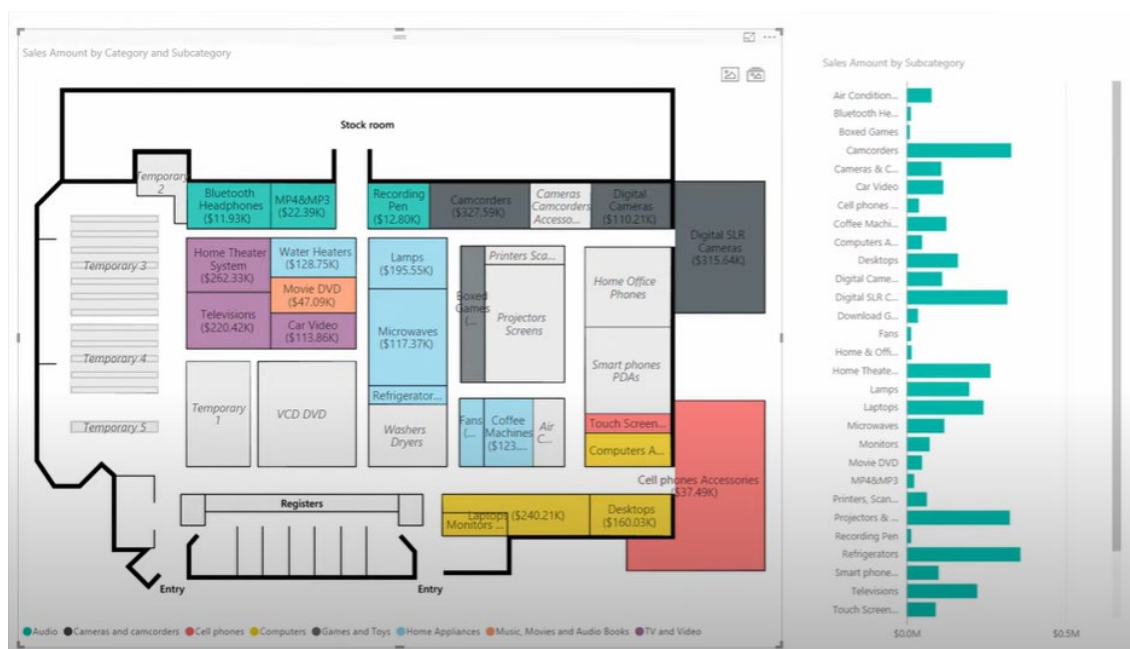 Sales Amount by Category and Subcategory
Stock room
Temporary
2
Bluetooth
Headphones
($11.93K)
MP4&MP3
($22.39K)
Recording
Pen
($12.80K)
Camcorders
($327.59K)
Cameras
Camcorders
Accesso...
Digital
Cameras
($110.21K)
Digital SLR
Cameras
($315.64K)
Temporary 3
Home Theater
System
($262.33K)
Water Heaters
($128.75K)
Movie DVD
($47.09K)
Televisions
($220.42K)
Car Video
($113.86K)
Lamps
($195.55K)
Microwaves
($117.37K)
Refrigerator...
Washers
Dryers
Printers Sca...
Boxed
Games
(...
Projectors
Screens
Home Office
Phones
Smart phones
PDAs
Touch Screen...
Computers A...
Temporary 4
Temporary 5
Temporary
1
VCD DVD
Fans
(...
Coffee
Machines
($123....
Air
C...
Cell phones Accessories
($37.49K)
Registers
Laptops ($240.21K)
Monitors ...
Desktops
($160.03K)
Entry
Entry
Audio Cameras and camcorders Cell phones Computers Games and Toys Home Appliances Music, Movies and Audio Books TV and Video
Sales Amount by Subcategory
Air Condition...
Bluetooth He...
Boxed Games
Camcorders
Cameras & C...
Car Video
Cell phones ...
Coffee Machi...
Computers A...
Desktops
Digital Came...
Digital SLR C...
Download G...
Fans
Home & Offi...
Home Theate...
Lamps
Laptops
Microwaves
Monitors
Movie DVD
MP4&MP3
Printers, Scan...
Projectors & ...
Recording Pen
Refrigerators
Smart phone...
Televisions
Touch Screen...
$0.0M
$0.5M